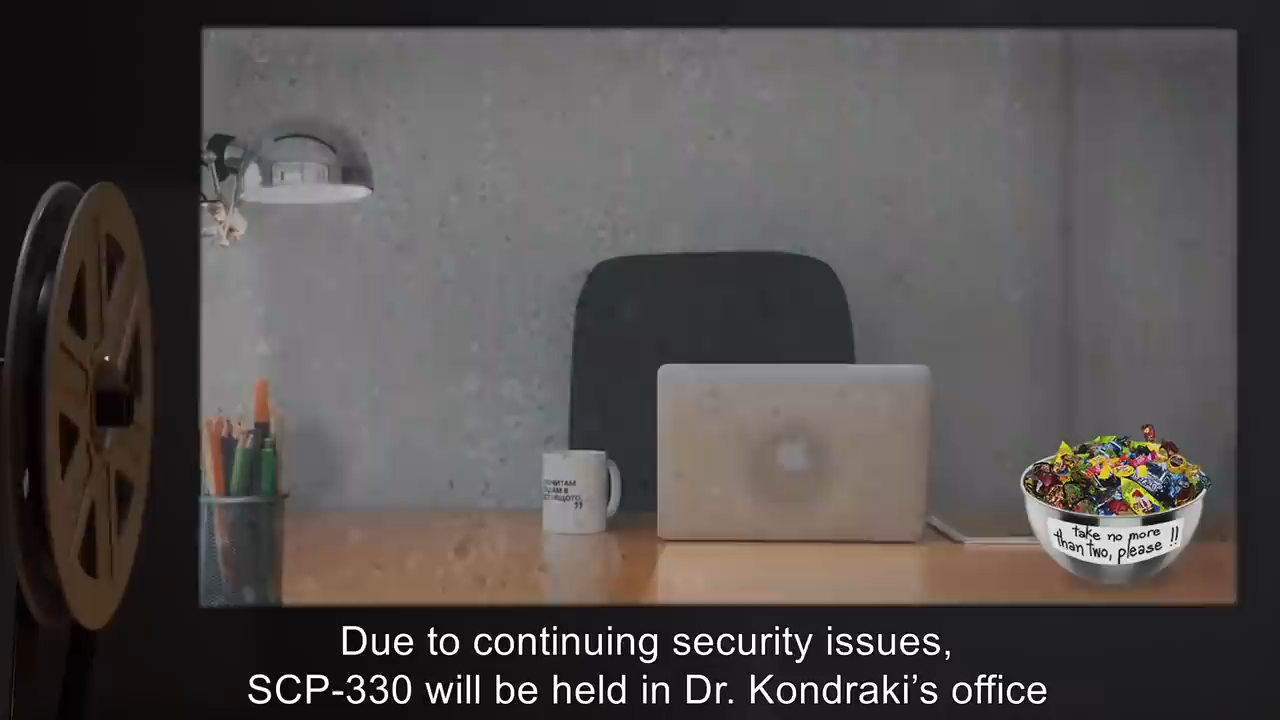 take no more
than two, please !!
Due to continuing security issues,
SCP-330 will be held in Dr. Kondraki’s office